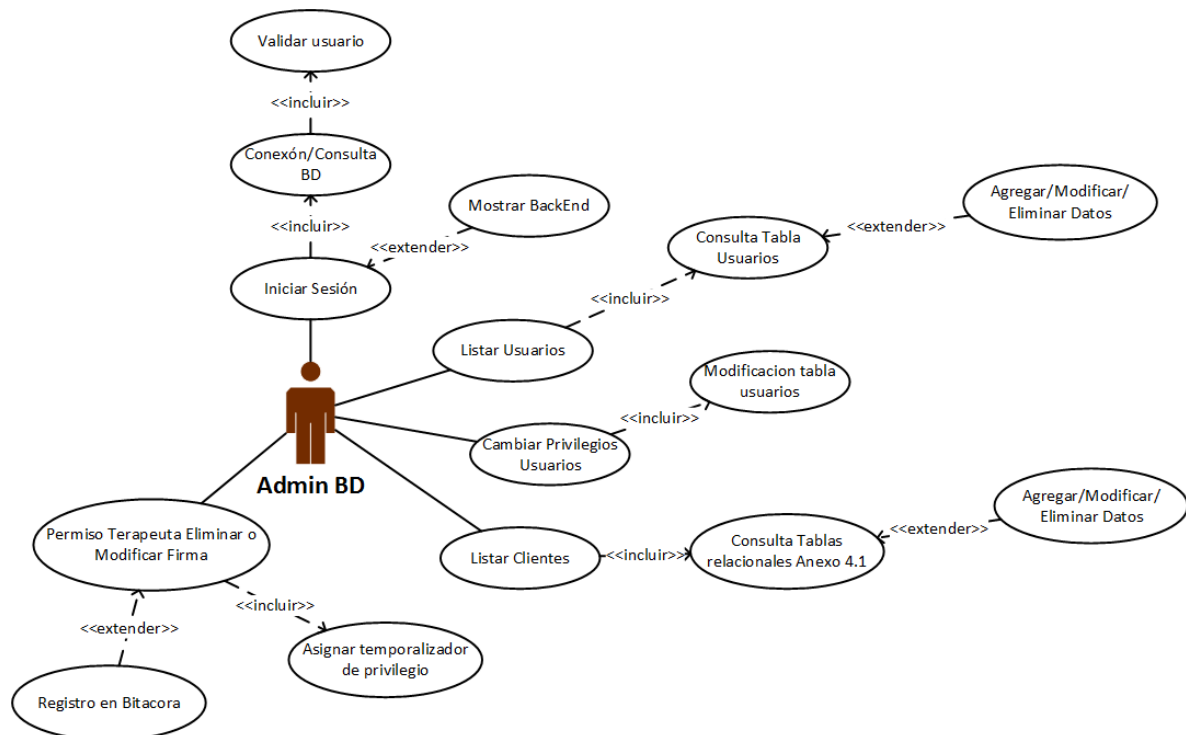 Validar usuario
<<incluir>>
Conexón/Consulta
BD
<<incluir>>
Mostrar BackEnd
<<extender>>
Iniciar Sesión
Agregar/Modificar/
Eliminar Datos
<<extender>>
Consulta Tabla
Usuarios
<<incluir>>
Listar Usuarios
Modificacion tabla
usuarios
<<incluir>>
Cambiar Privilegios
Usuarios
Admin BD
Agregar/Modificar/
Eliminar Datos
<<extender>>
Consulta Tablas
relacionales Anexo 4.1
<<incluir>>
Listar Clientes
Permiso Terapeuta Eliminar o
Modificar Firma
<<incluir>>
<<extender>>
Asignar temporalizador
de privilegio
Registro en Bitacora